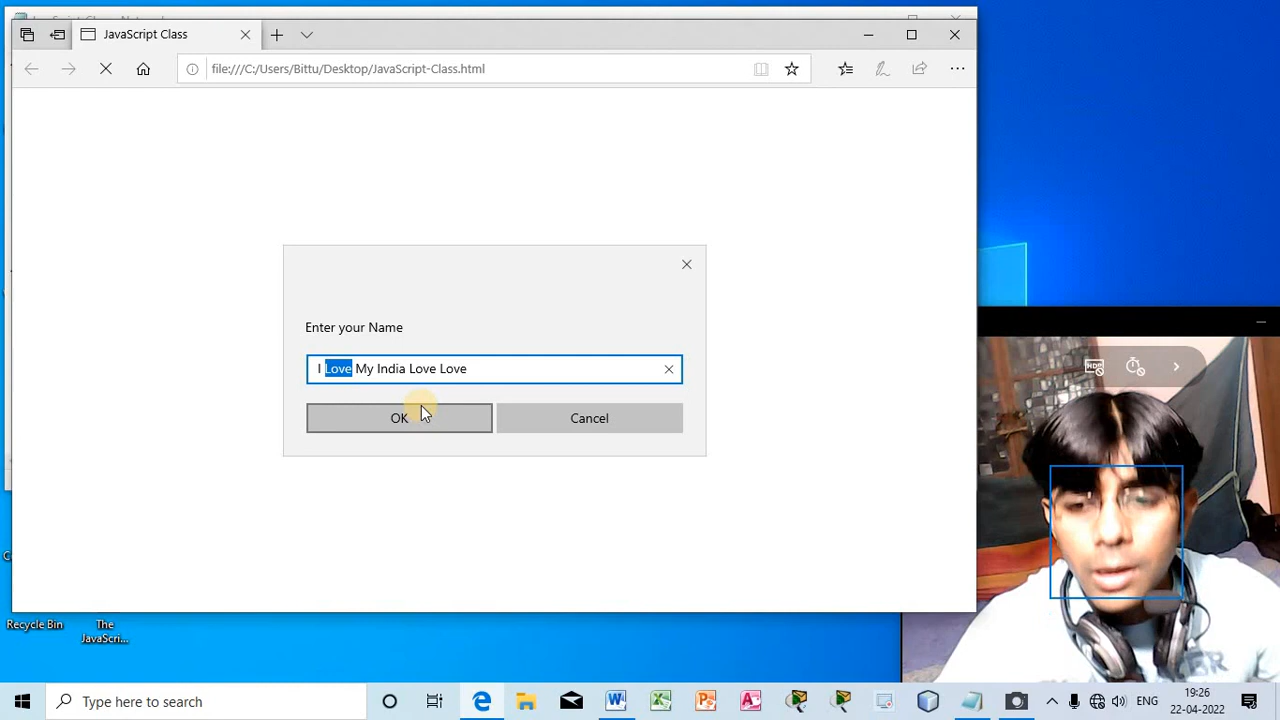 JavaScript Class
file:///C:/Users/Bittu/Desktop/JavaScript-Class.html
Enter your Name
I Love My India Love Love
OK
Cancel
HDR
Recycle Bin
The
JavaScri...
Type here to search
ENG
19:26
22-04-2022